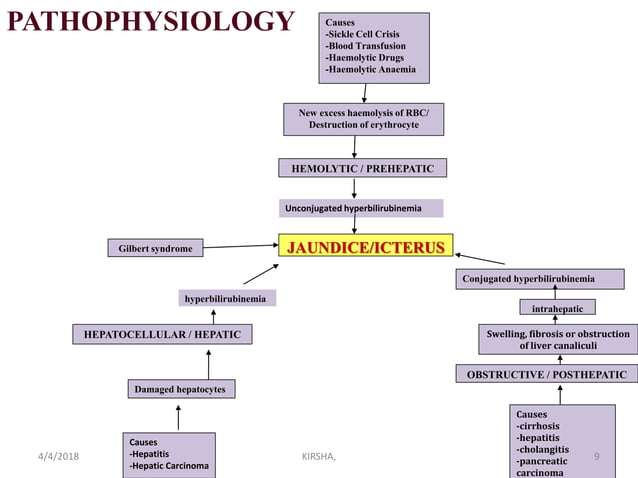 PATHOPHYSIOLOGY
Causes
-Sickle Cell Crisis
-Blood Transfusion
-Haemolytic Drugs
-Haemolytic Anaemia
New excess haemolysis of RBC/
Destruction of erythrocyte
HEMOLYTIC / PREHEPATIC
Unconjugated hyperbilirubinemia
Gilbert syndrome
JAUNDICE/ICTERUS
Conjugated hyperbilirubinemia
hyperbilirubinemia
intrahepatic
HEPATOCELLULAR / HEPATIC
Swelling, fibrosis or obstruction
of liver canaliculi
OBSTRUCTIVE / POSTHEPATIC
Damaged hepatocytes
Causes
-Hepatitis
-Hepatic Carcinoma
Causes
-cirrhosis
-hepatitis
-cholangitis
-pancreatic
carcinoma
4/4/2018
KIRSHA,
9